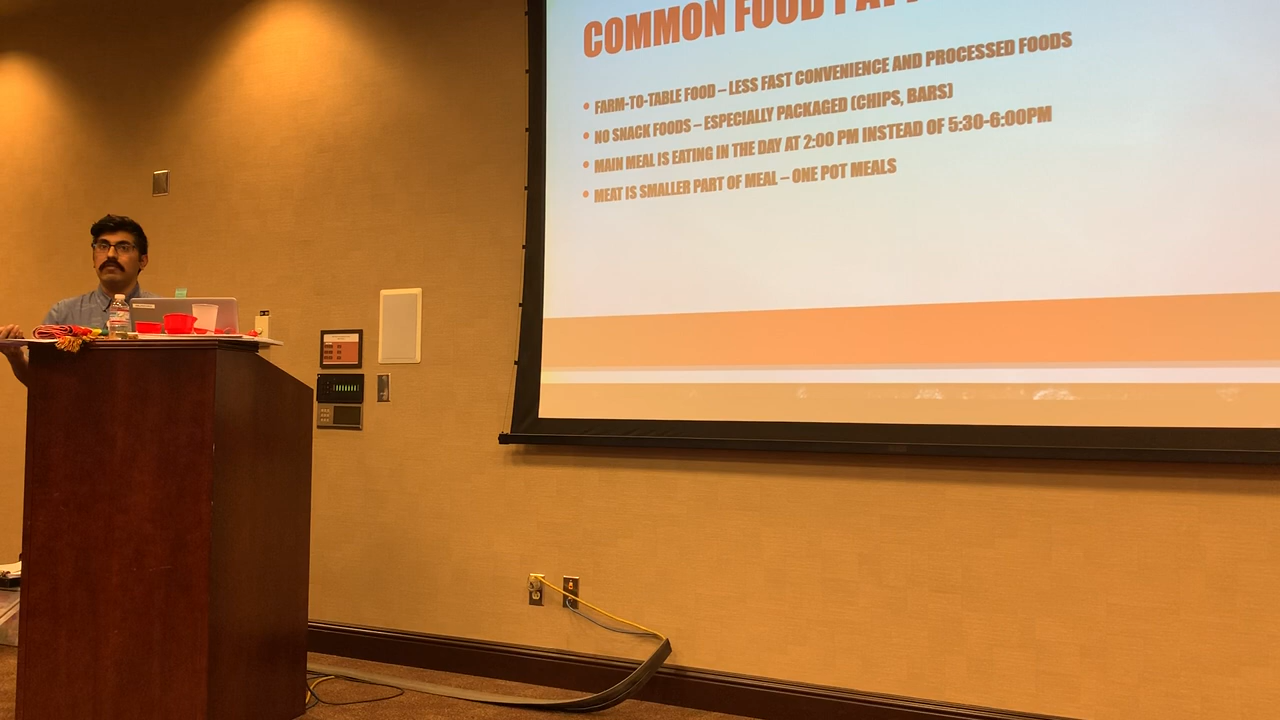 COMMON FOOD
• FARM-TO-TABLE FOOD – LESS FAST CONVENIENCE AND PROCESSED FOODS
• NO SNACK FOODS – ESPECIALLY PACKAGED (CHIPS, BARS)
• MAIN MEAL IS EATING IN THE DAY AT 2:00 PM INSTEAD OF 5:30-6:00PM
• MEAT IS SMALLER PART OF MEAL – ONE POT MEALS